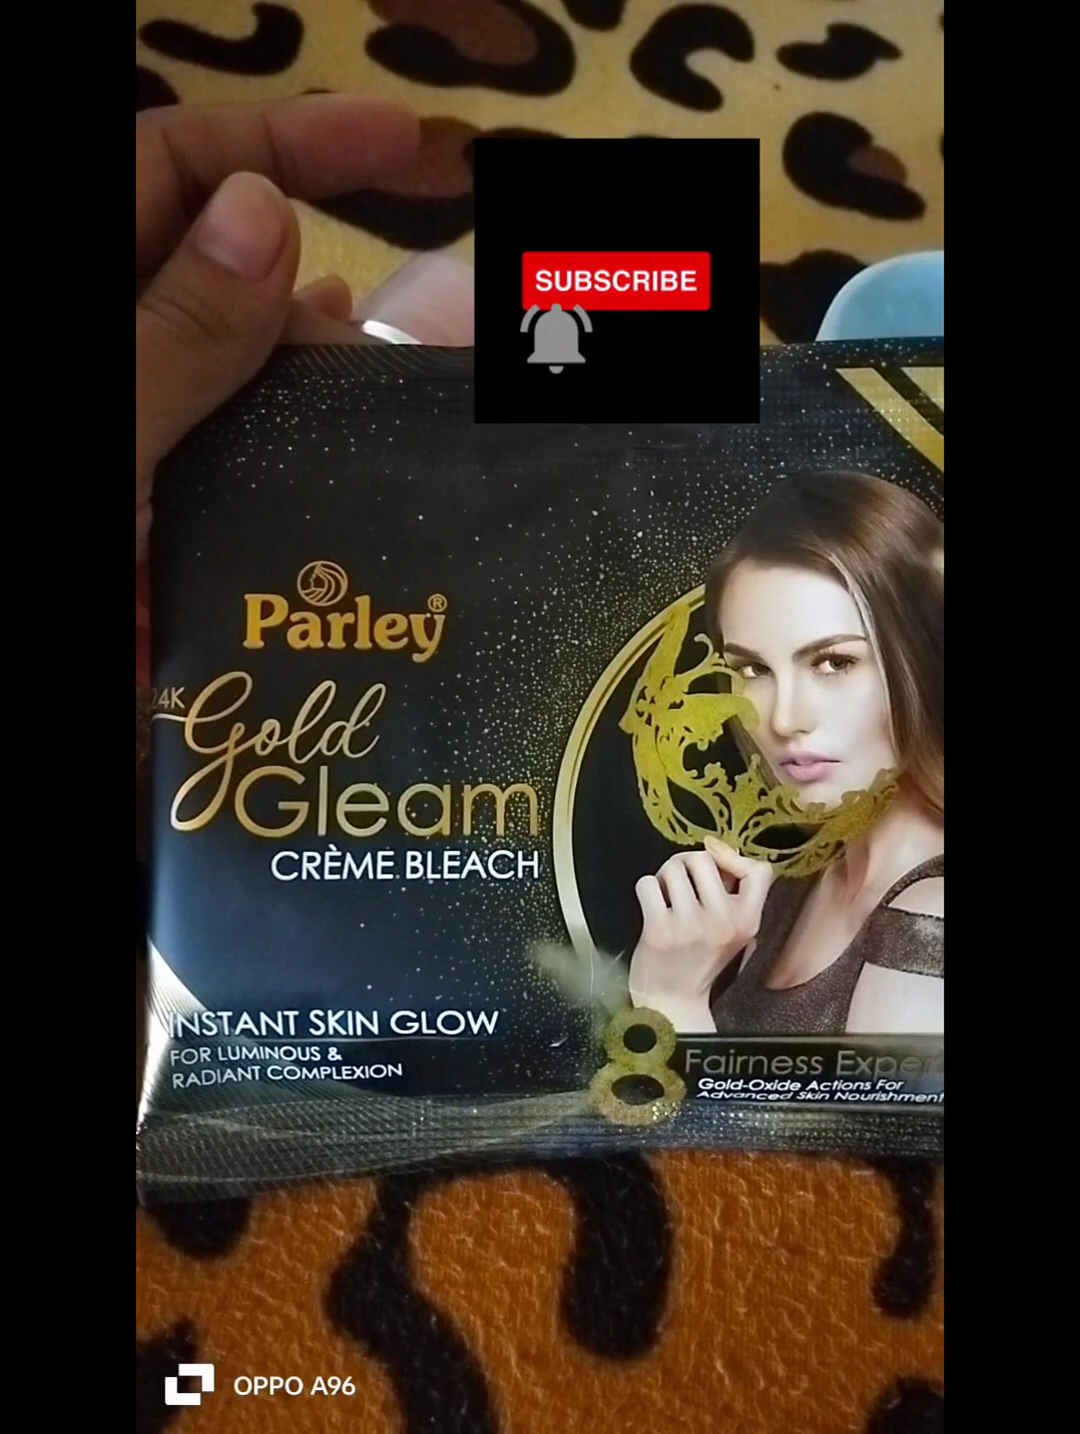 SUBSCRIBE
Parley®
24K
Gold
Gleam
CRÈME BLEACH
INSTANT SKIN GLOW
FOR LUMINOUS &
RADIANT COMPLEXION
8
Fairness Exper
Gold-Oxide Actions For
Advanced Skin Nourishment
OPPO A96